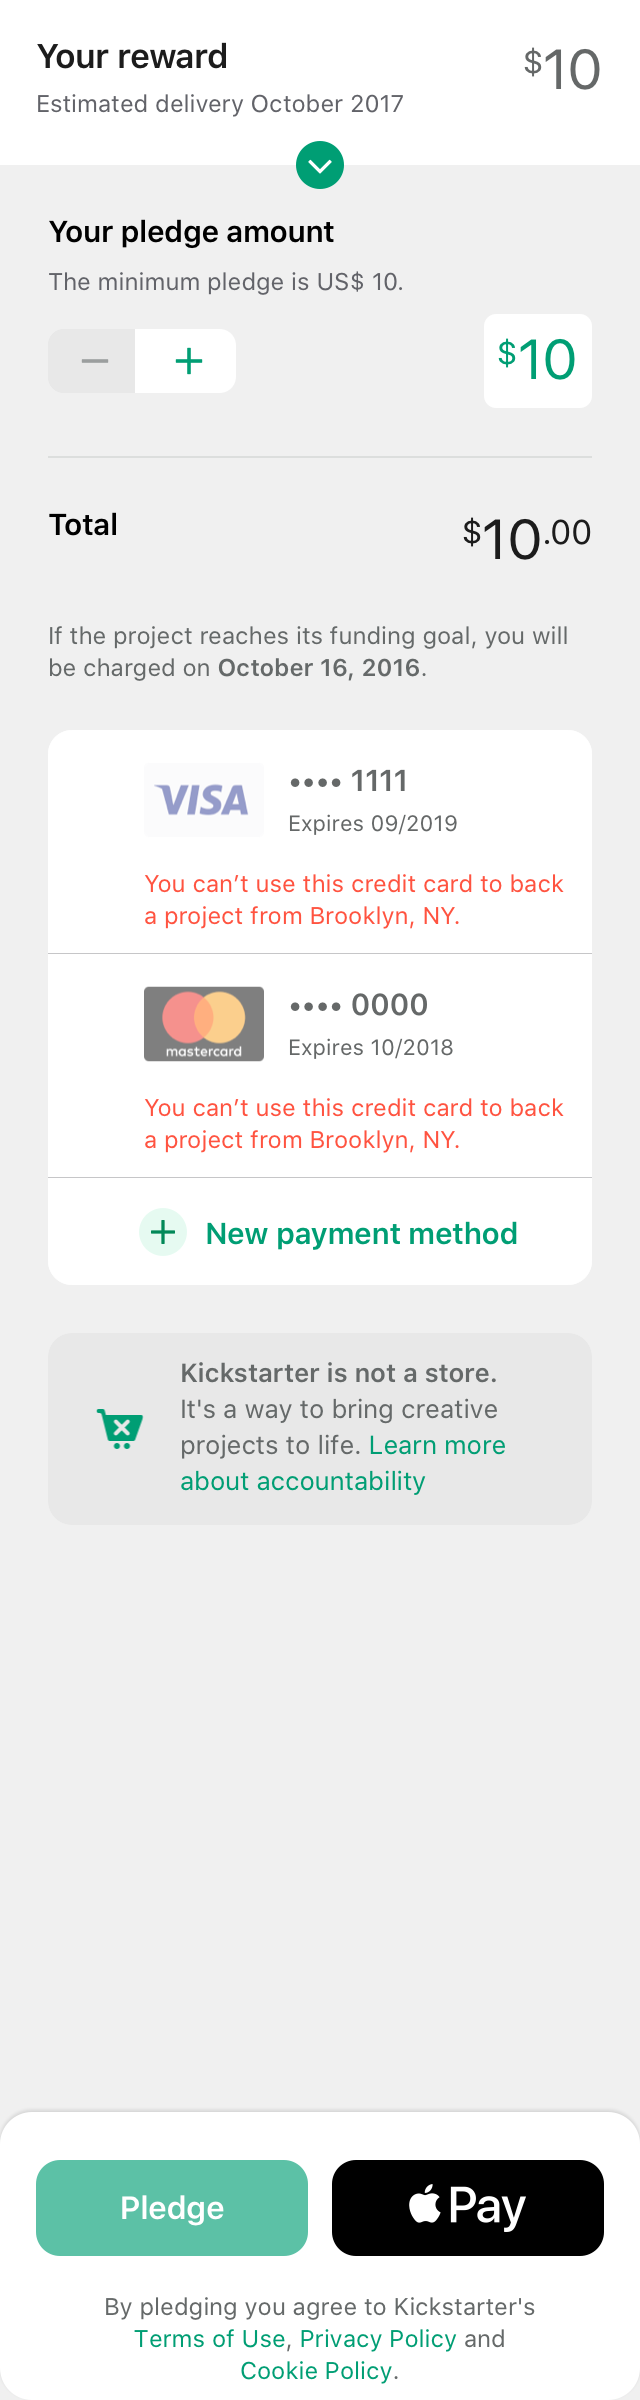 Your reward
$10
Estimated delivery October 2017
Your pledge amount
The minimum pledge is US$ 10.
$10
Total
$10.00
If the project reaches its funding goal, you will
be charged on October 16, 2016.
VISA
•••• 1111
Expires 09/2019
You can’t use this credit card to back
a project from Brooklyn, NY.
•••• 0000
mastercard
Expires 10/2018
You can’t use this credit card to back
a project from Brooklyn, NY.
New payment method
Kickstarter is not a store.
It's a way to bring creative
projects to life. Learn more
about accountability
Pledge
Pay
By pledging you agree to Kickstarter's
Terms of Use, Privacy Policy and
Cookie Policy.